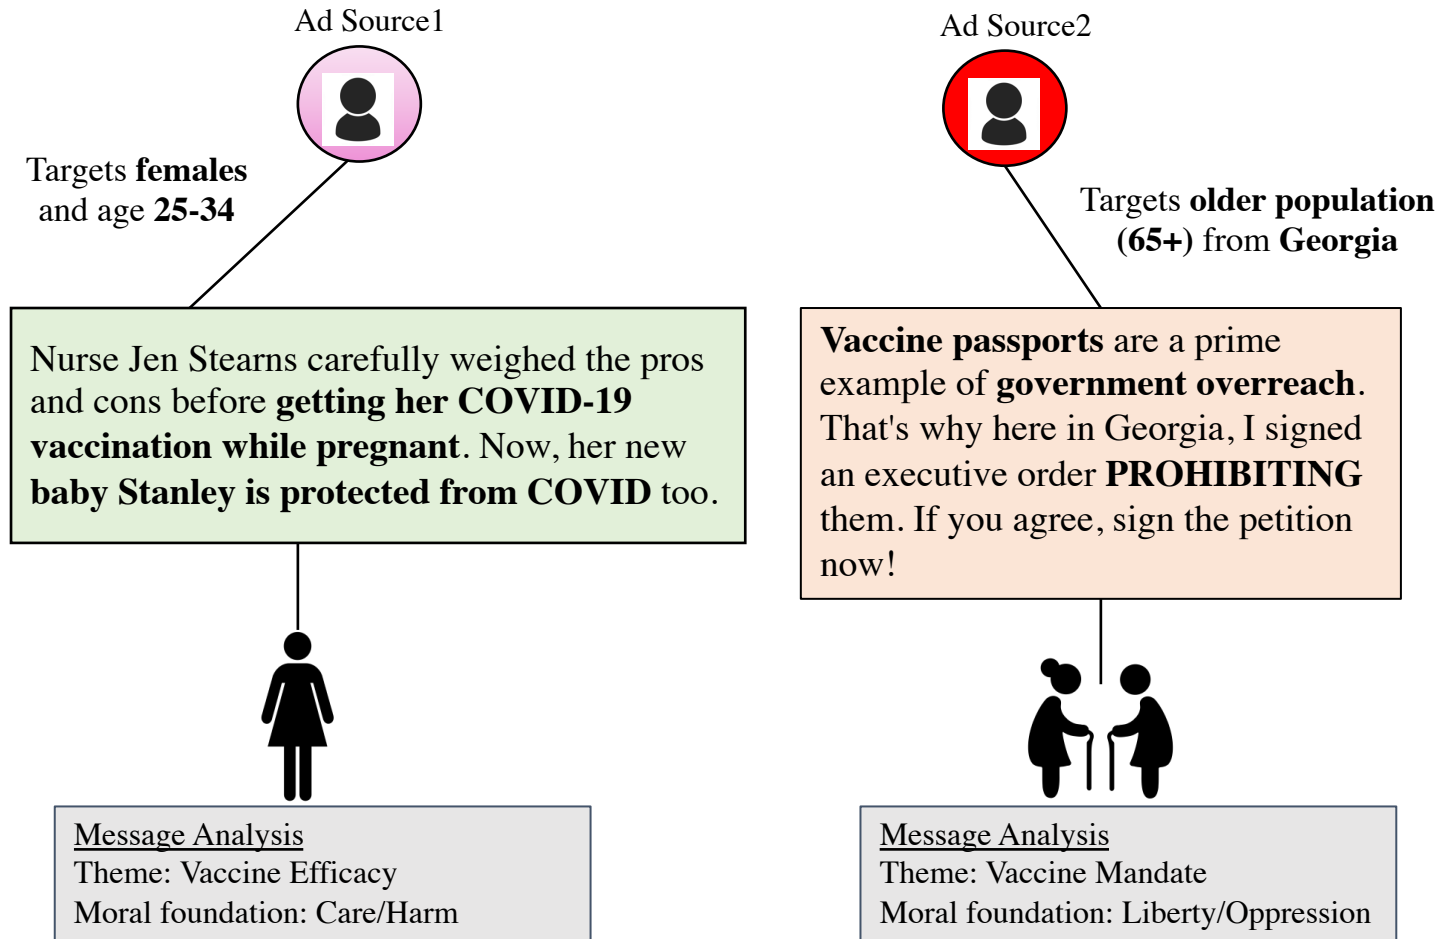 Ad Source1
Targets females
and age 25-34
Nurse Jen Stearns carefully weighed the pros
and cons before getting her COVID-19
vaccination while pregnant. Now, her new
baby Stanley is protected from COVID too.
Message Analysis
Theme: Vaccine Efficacy
Moral foundation: Care/Harm
Ad Source2
Targets older population
(65+) from Georgia
Vaccine passports are a prime
example of government overreach.
That's why here in Georgia, I signed
an executive order PROHIBITING
them. If you agree, sign the petition
now!
Message Analysis
Theme: Vaccine Mandate
Moral foundation: Liberty/Oppression